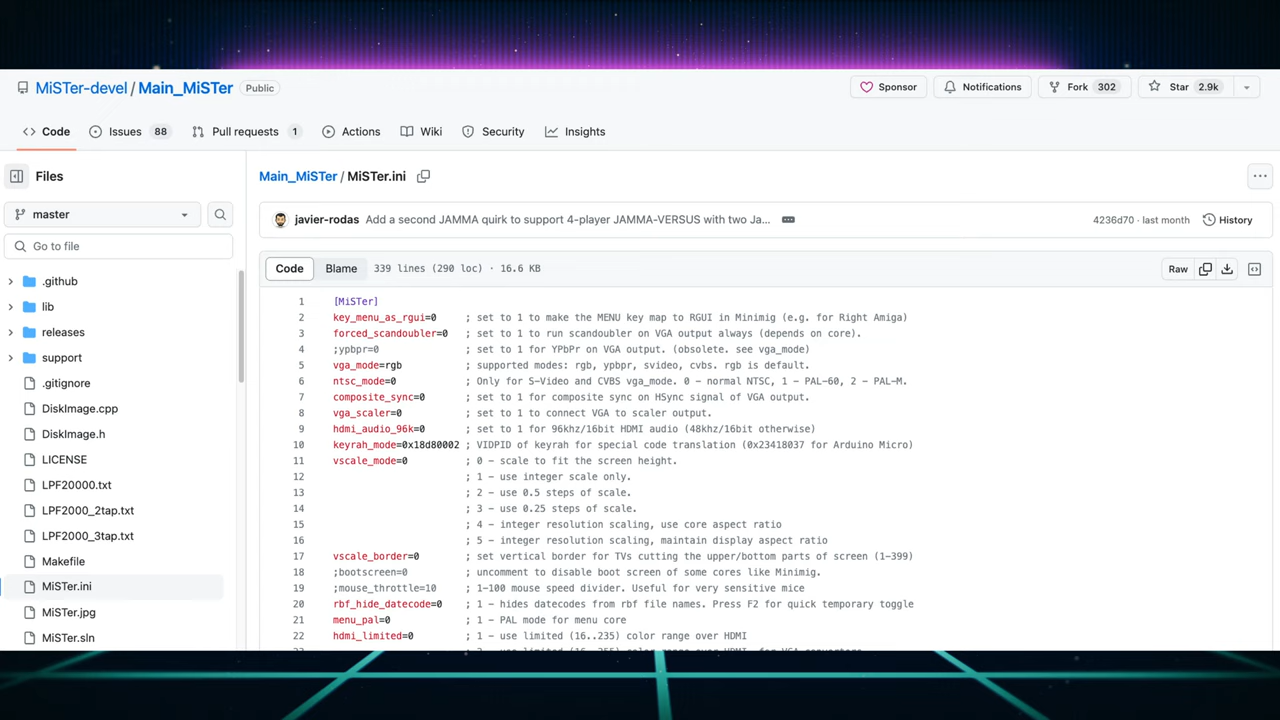 MiSTer-devel / Main_MiSTer Public
Sponsor Notifications Fork 302 Star 2.9k
Code Issues 88 Pull requests 1 Actions Wiki Security Insights
Files
master
Go to file
.github
lib
releases
support
.gitignore
DiskImage.cpp
DiskImage.h
LICENSE
LPF20000.txt
LPF2000_2tap.txt
LPF2000_3tap.txt
Makefile
MiSTer.ini
MiSTer.jpg
MiSTer.sln
Main_MiSTer / MiSTer.ini
javier-rodas Add a second JAMMA quirk to support 4-player JAMMA-VERSUS with two Ja... 4236d70 · last month History
Code Blame 339 lines (290 loc) · 16.6 KB Raw
1 [MiSTer]
2 key_menu_as_rgui=0 ; set to 1 to make the MENU key map to RGUI in Minimig (e.g. for Right Amiga)
3 forced_scandoubler=0 ; set to 1 to run scandoubler on VGA output always (depends on core).
4 ;ypbpr=0 ; set to 1 for YPbPr on VGA output. (obsolete. see vga_mode)
5 vga_mode=rgb ; supported modes: rgb, ypbpr, svideo, cvbs. rgb is default.
6 ntsc_mode=0 ; Only for S-Video and CVBS vga_mode. 0 - normal NTSC, 1 - PAL-60, 2 - PAL-M.
7 composite_sync=0 ; set to 1 for composite sync on HSync signal of VGA output.
8 vga_scaler=0 ; set to 1 to connect VGA to scaler output.
9 hdmi_audio_96k=0 ; set to 1 for 96khz/16bit HDMI audio (48khz/16bit otherwise)
10 keyrah_mode=0x18d80002 ; VIDPID of keyrah for special code translation (0x23418037 for Arduino Micro)
11 vscale_mode=0 ; 0 - scale to fit the screen height.
12 ; 1 - use integer scale only.
13 ; 2 - use 0.5 steps of scale.
14 ; 3 - use 0.25 steps of scale.
15 ; 4 - integer resolution scaling, use core aspect ratio
16 ; 5 - integer resolution scaling, maintain display aspect ratio
17 vscale_border=0 ; set vertical border for TVs cutting the upper/bottom parts of screen (1-399)
18 ;bootscreen=0 ; uncomment to disable boot screen of some cores like Minimig.
19 ;mouse_throttle=10 ; 1-100 mouse speed divider. Useful for very sensitive mice
20 rbf_hide_datecode=0 ; 1 - hides datecodes from rbf file names. Press F2 for quick temporary toggle
21 menu_pal=0 ; 1 - PAL mode for menu core
22 hdmi_limited=0 ; 1 - use limited (16..235) color range over HDMI